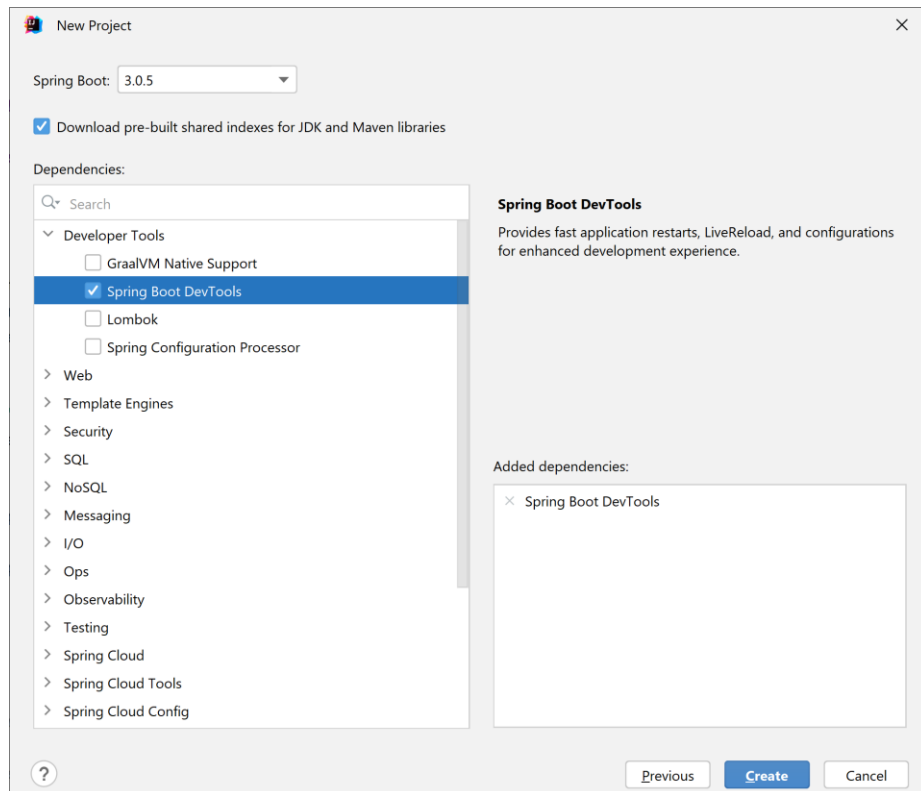 New Project
Spring Boot: 3.0.5
Download pre-built shared indexes for JDK and Maven libraries
Dependencies:
Search
Developer Tools
GraalVM Native Support
Spring Boot DevTools
Lombok
Spring Configuration Processor
Web
Template Engines
Security
SQL
NoSQL
Messaging
I/O
Ops
Observability
Testing
Spring Cloud
Spring Cloud Tools
Spring Cloud Config
Spring Boot DevTools
Provides fast application restarts, LiveReload, and configurations
for enhanced development experience.
Added dependencies:
Spring Boot DevTools
?
Previous
Create
Cancel